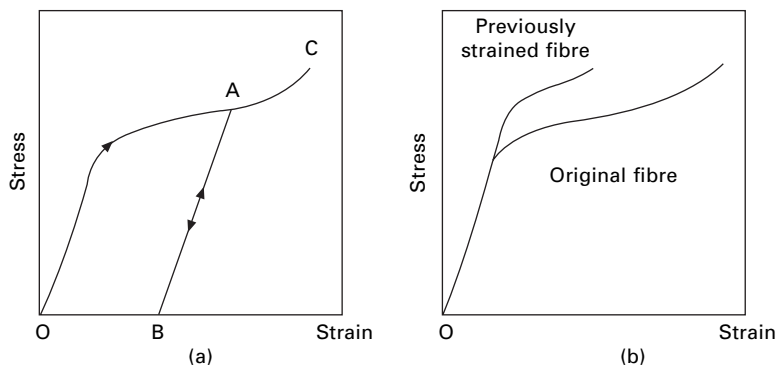 Stress
C
A
O
B
Strain
(a)
Stress
Previously
strained fibre
Original fibre
O
Strain
(b)